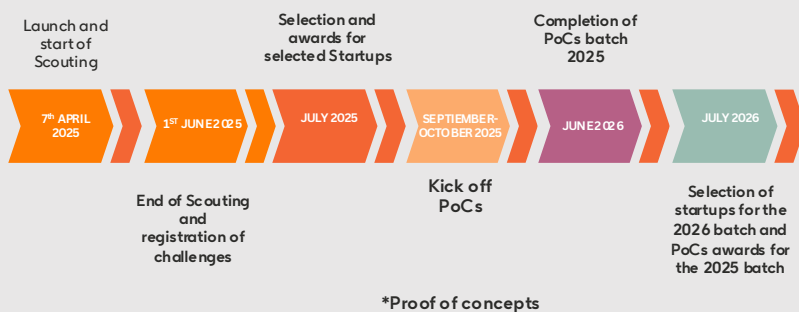 Launch and
start of
Scouting
Selection and
awards for
selected Startups
Completion of
PoCs batch
2025
7th APRIL
2025
1ST JUNE 2025
JULY 2025
SEPTIEMBER-
OCTOBER 2025
JUNE 2026
JULY 2026
End of Scouting
and
registration of
challenges
Kick off
PoCs
Selection of
startups for the
2026 batch and
PoCs awards for
the 2025 batch
*Proof of concepts